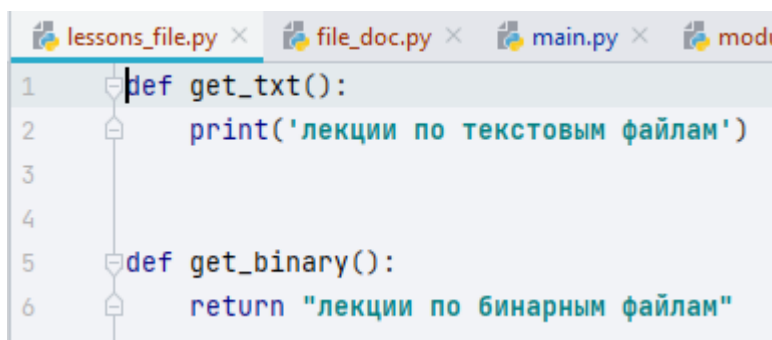 lessons_file.py × file_doc.py × main.py × modu
1 def get_txt():
2     print('лекции по текстовым файлам')
3
4
5 def get_binary():
6     return "лекции по бинарным файлам"